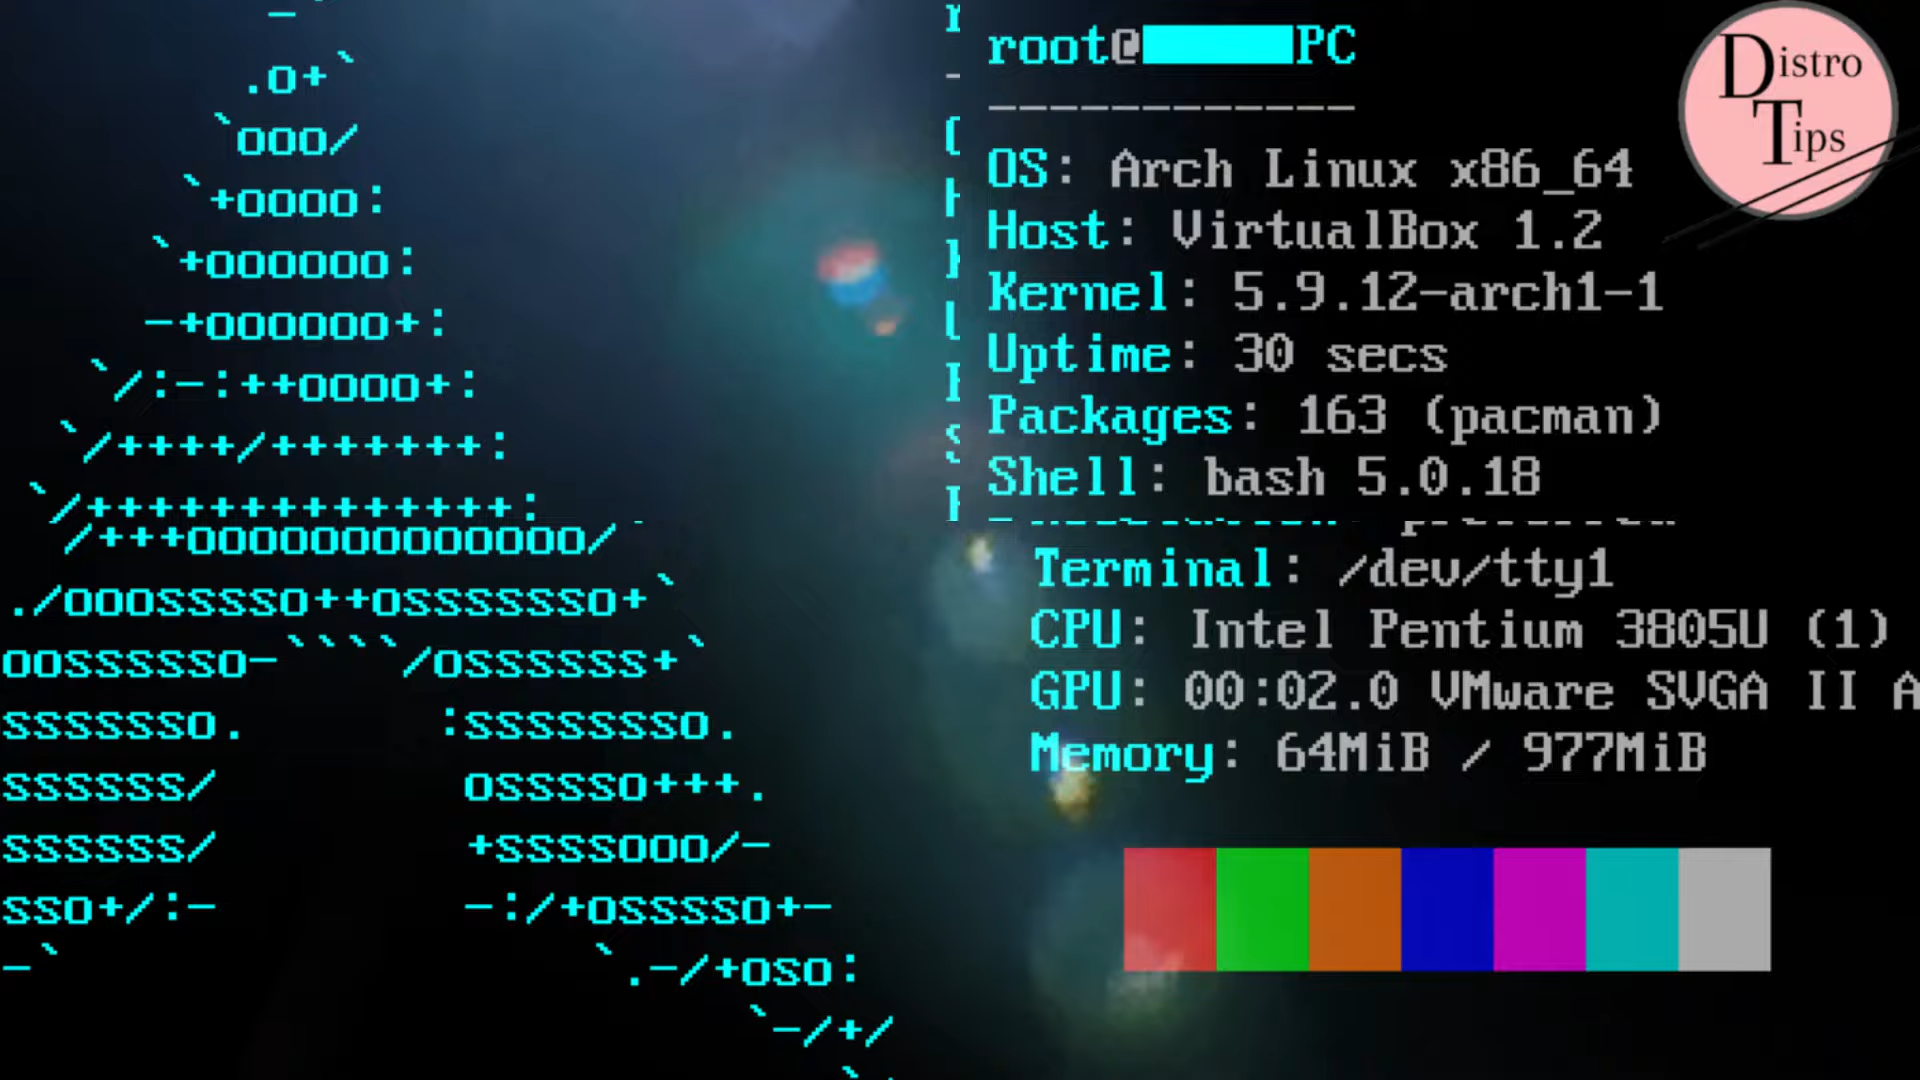 root@ PC
------------
OS: Arch Linux x86_64
Host: VirtualBox 1.2
Kernel: 5.9.12-arch1-1
Uptime: 30 secs
Packages: 163 (pacman)
Shell: bash 5.0.18
Terminal: /dev/tty1
CPU: Intel Pentium 3805U (1)
GPU: 00:02.0 VMware SVGA II A
Memory: 64MiB / 977MiB
Distro
Tips